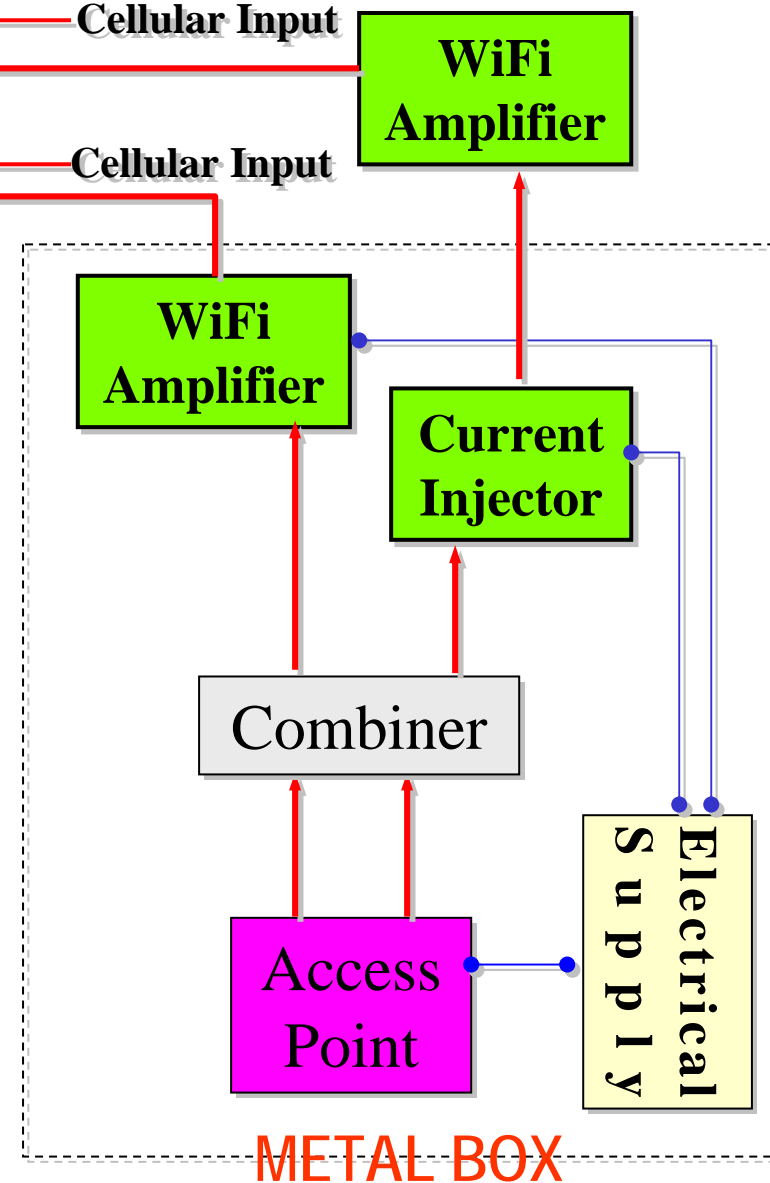 Cellular Input
WiFi
Amplifier
Cellular Input
WiFi
Amplifier
Current
Injector
Combiner
Access
Point
Electrical
Supply
METAL BOX